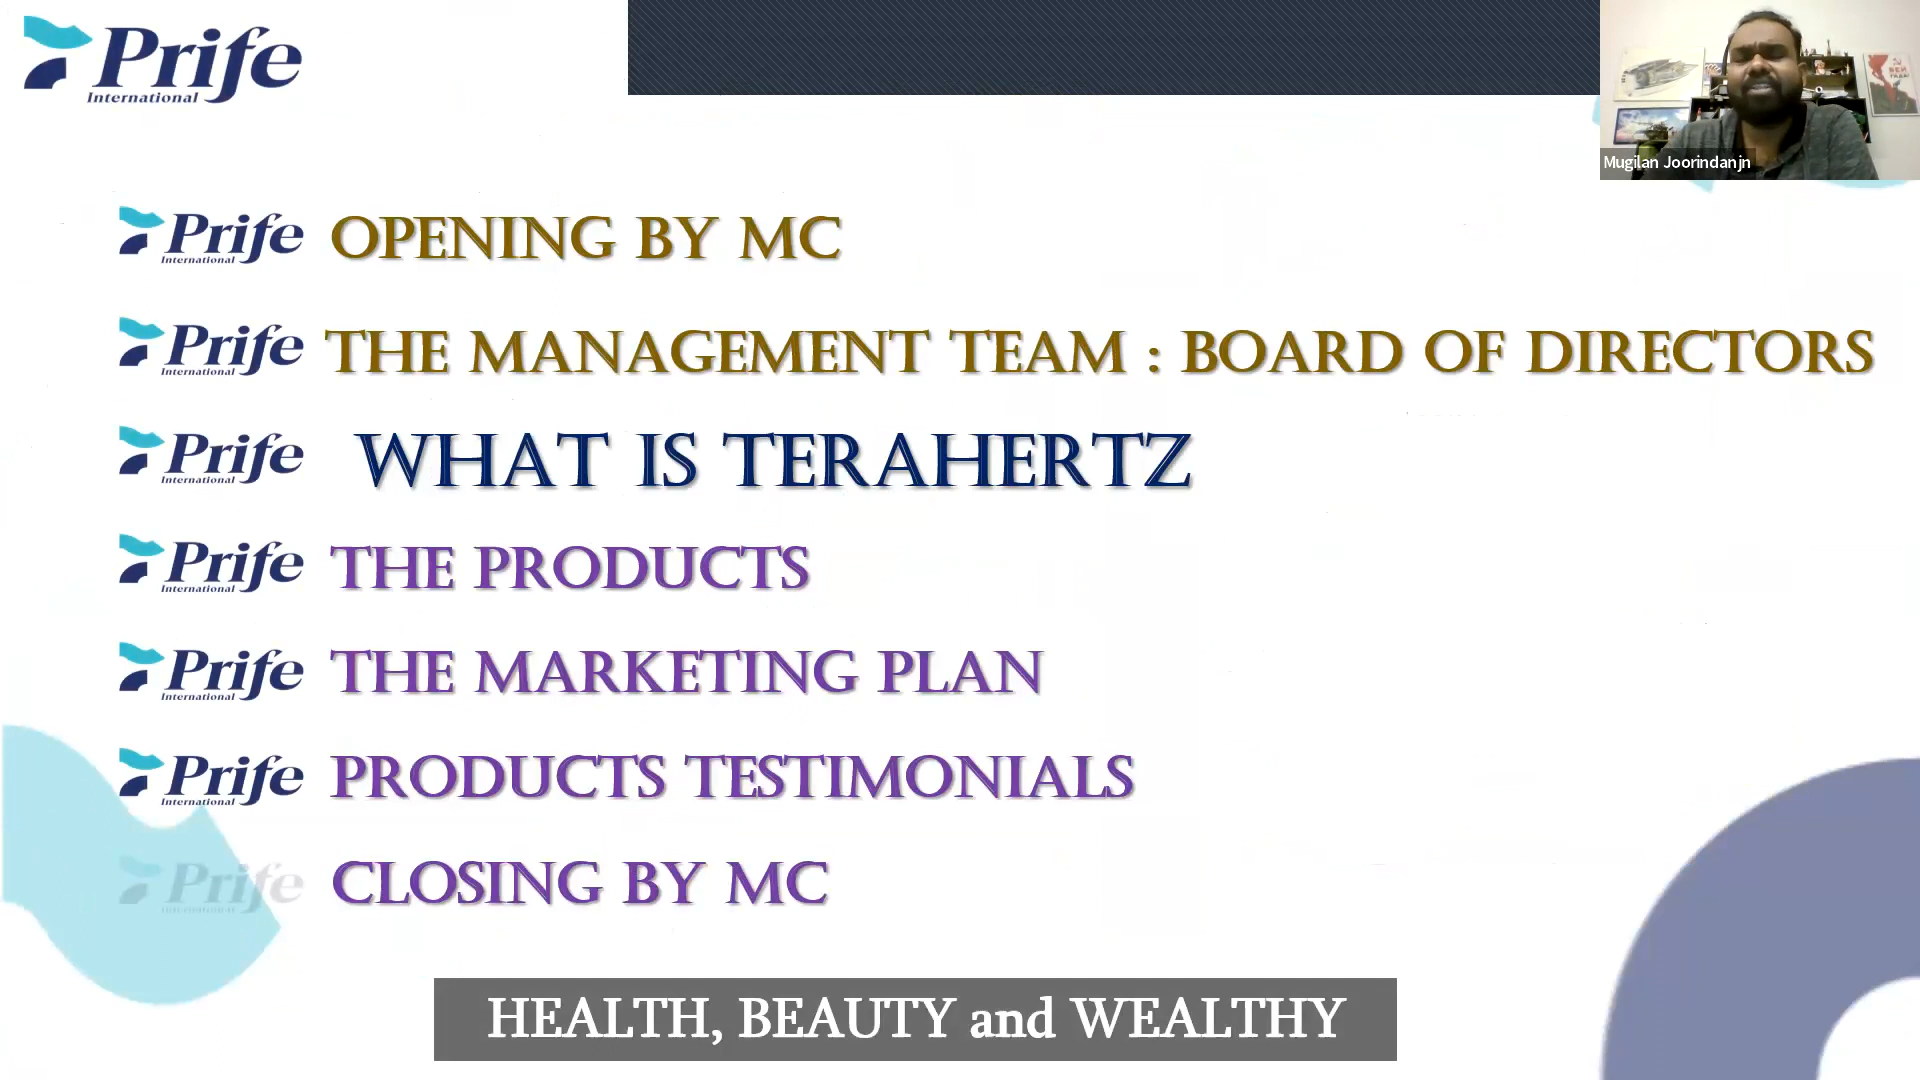 Prife
International
Mugilan Joorindanjn
Prife
International
OPENING BY MC
Prife
International
THE MANAGEMENT TEAM : BOARD OF DIRECTORS
Prife
International
WHAT IS TERAHERTZ
Prife
International
THE PRODUCTS
Prife
International
THE MARKETING PLAN
Prife
International
PRODUCTS TESTIMONIALS
Prife
CLOSING BY MC
HEALTH, BEAUTY and WEALTHY